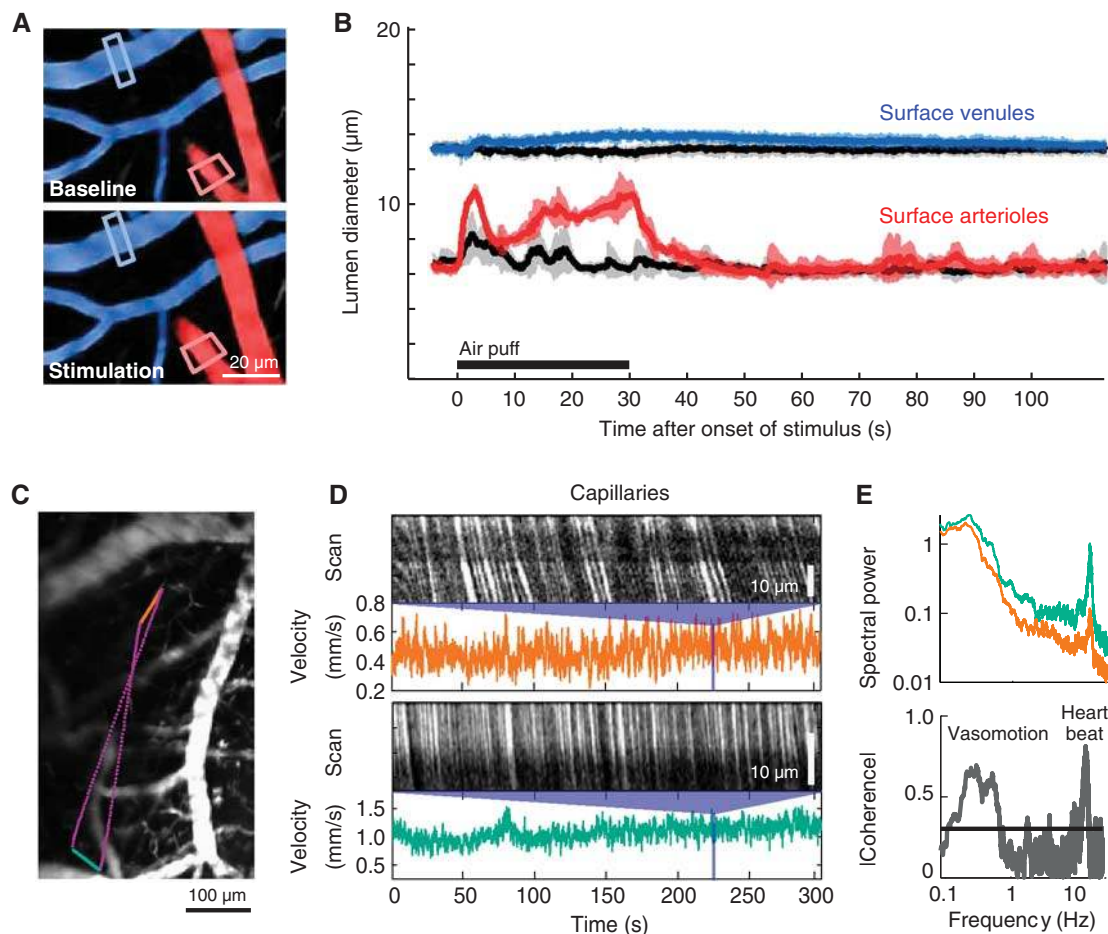 A
Baseline
Stimulation
20 µm
B
20
10
0
Lumen diameter (µm)
Surface venules
Surface arterioles
Air puff
0 10 20 30 40 50 60 70 80 90 100
Time after onset of stimulus (s)
C
100 µm
D
Capillaries
Scan
10 µm
Velocity
(mm/s)
0.8
0.6
0.4
0.2
Scan
10 µm
Velocity
(mm/s)
1.5
1.0
0.5
0 50 100 150 200 250 300
Time (s)
E
Spectral power
1
0.10
0.01
|Coherence|
1.0
0.5
0
Vasomotion
Heart
beat
0.1 1 10
Frequency (Hz)